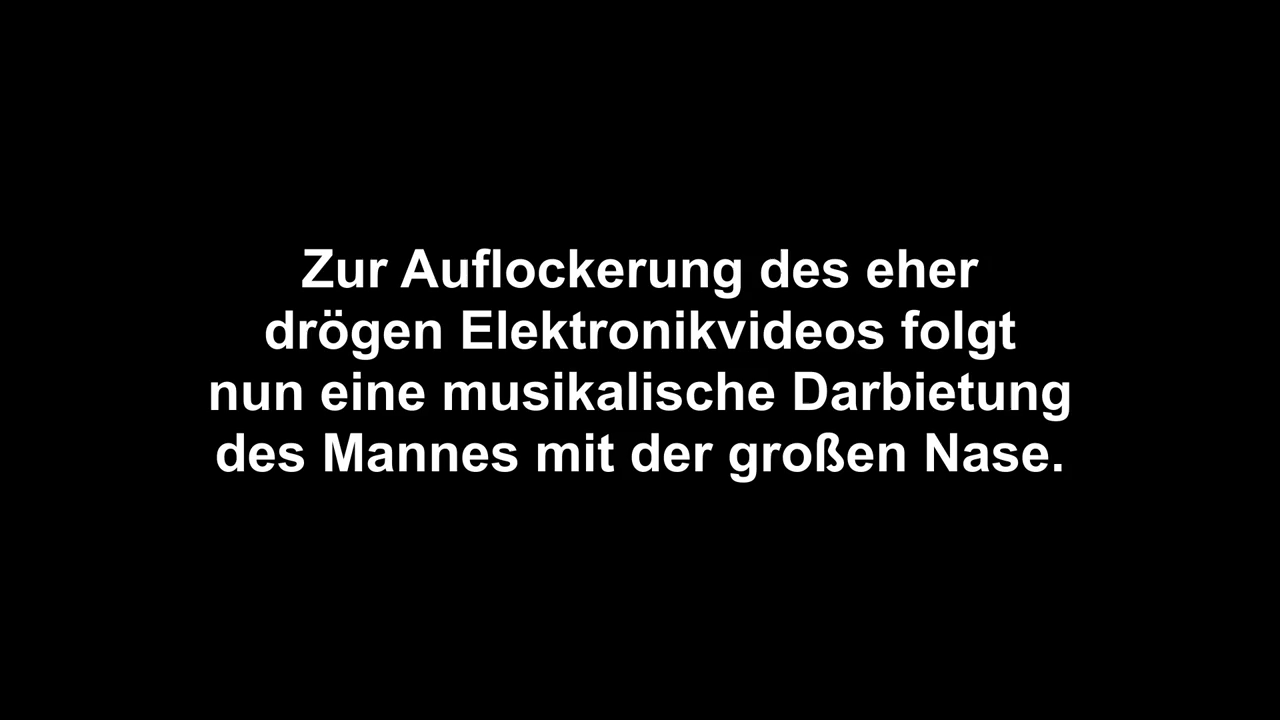 Zur Auflockerung des eher
drögen Elektronikvideos folgt
nun eine musikalische Darbietung
des Mannes mit der großen Nase.